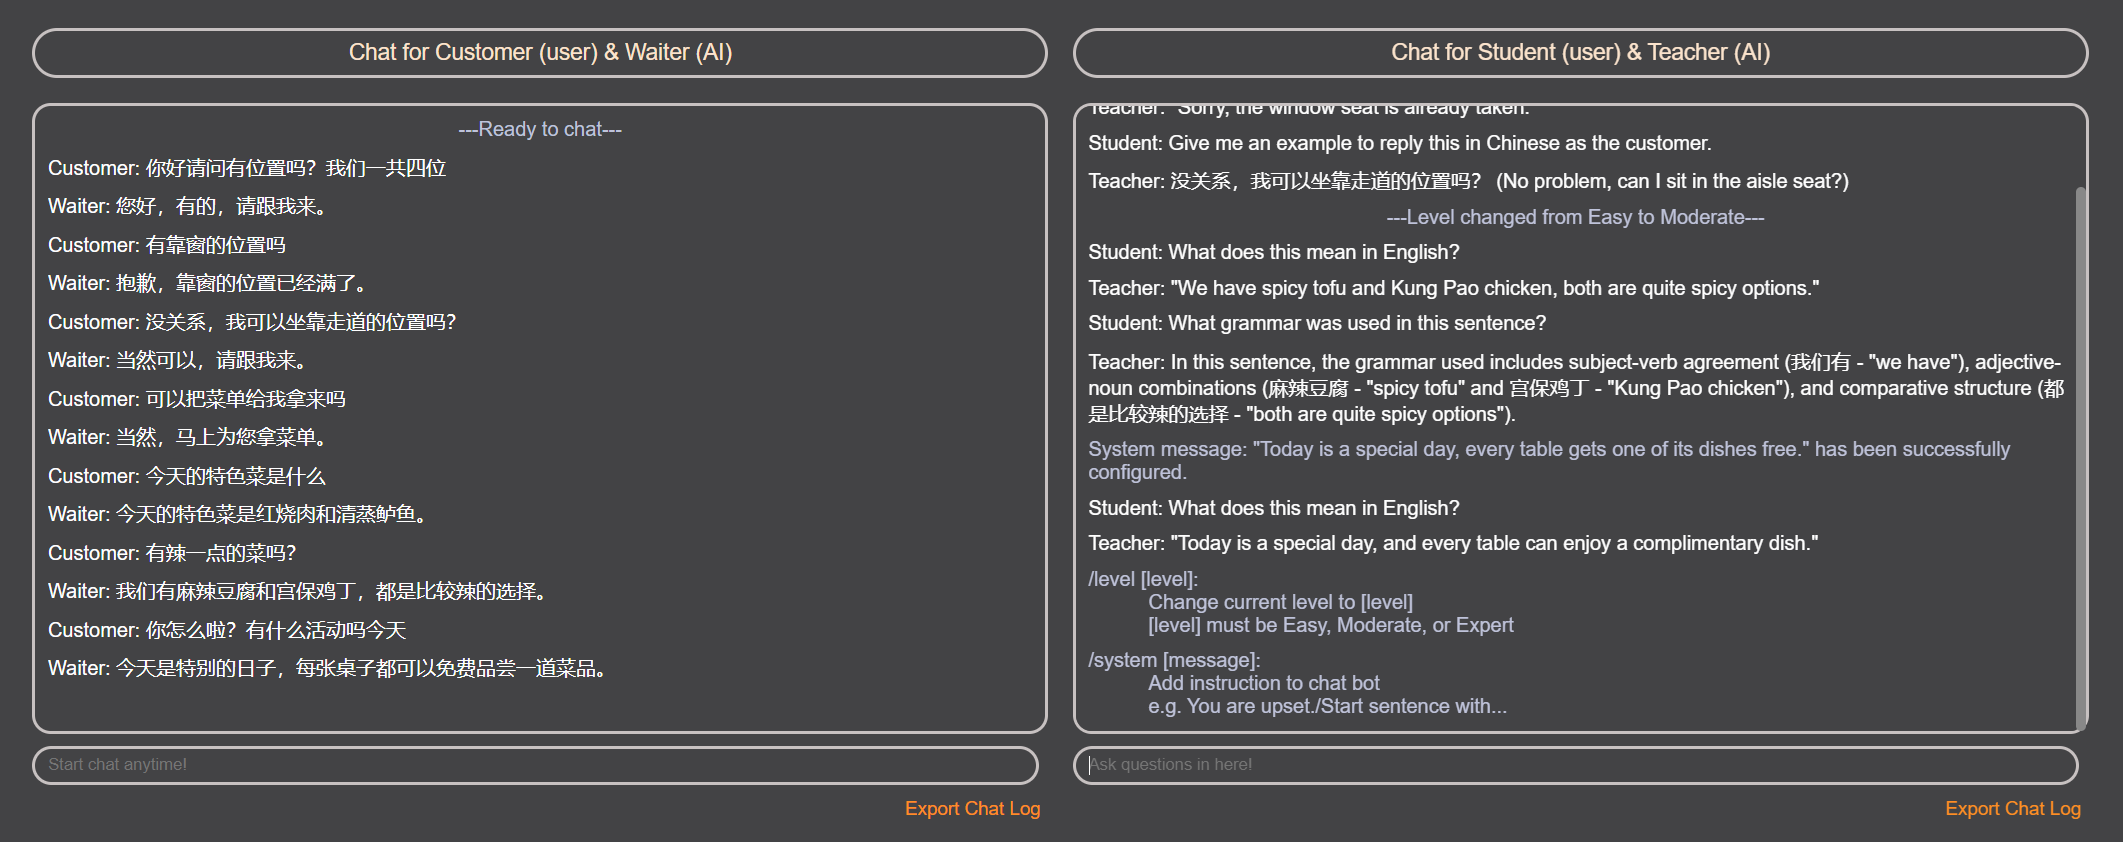 Chat for Customer (user) & Waiter (AI)
---Ready to chat---
Customer: 你好请问有位置吗？我们一共四位
Waiter: 您好，有的，请跟我来。
Customer: 有靠窗的位置吗
Waiter: 抱歉，靠窗的位置已经满了。
Customer: 没关系，我可以坐靠走道的位置吗？
Waiter: 当然可以，请跟我来。
Customer: 可以把菜单给我拿来吗
Waiter: 当然，马上为您拿菜单。
Customer: 今天的特色菜是什么
Waiter: 今天的特色菜是红烧肉和清蒸鲈鱼。
Customer: 有辣一点的菜吗？
Waiter: 我们有麻辣豆腐和宫保鸡丁，都是比较辣的选择。
Customer: 你怎么啦？有什么活动吗今天
Waiter: 今天是特别的日子，每张桌子都可以免费品尝一道菜品。
Start chat anytime!
Export Chat Log
Chat for Student (user) & Teacher (AI)
Teacher: "Sorry, the window seat is already taken."
Student: Give me an example to reply this in Chinese as the customer.
Teacher: 没关系，我可以坐靠走道的位置吗？ (No problem, can I sit in the aisle seat?)
---Level changed from Easy to Moderate---
Student: What does this mean in English?
Teacher: "We have spicy tofu and Kung Pao chicken, both are quite spicy options."
Student: What grammar was used in this sentence?
Teacher: In this sentence, the grammar used includes subject-verb agreement (我们有 - "we have"), adjective-
noun combinations (麻辣豆腐 - "spicy tofu" and 宫保鸡丁 - "Kung Pao chicken"), and comparative structure (都
是比较辣的选择 - "both are quite spicy options").
System message: "Today is a special day, every table gets one of its dishes free." has been successfully
configured.
Student: What does this mean in English?
Teacher: "Today is a special day, and every table can enjoy a complimentary dish."
/level [level]:
Change current level to [level]
[level] must be Easy, Moderate, or Expert
/system [message]:
Add instruction to chat bot
e.g. You are upset./Start sentence with...
Ask questions in here!
Export Chat Log